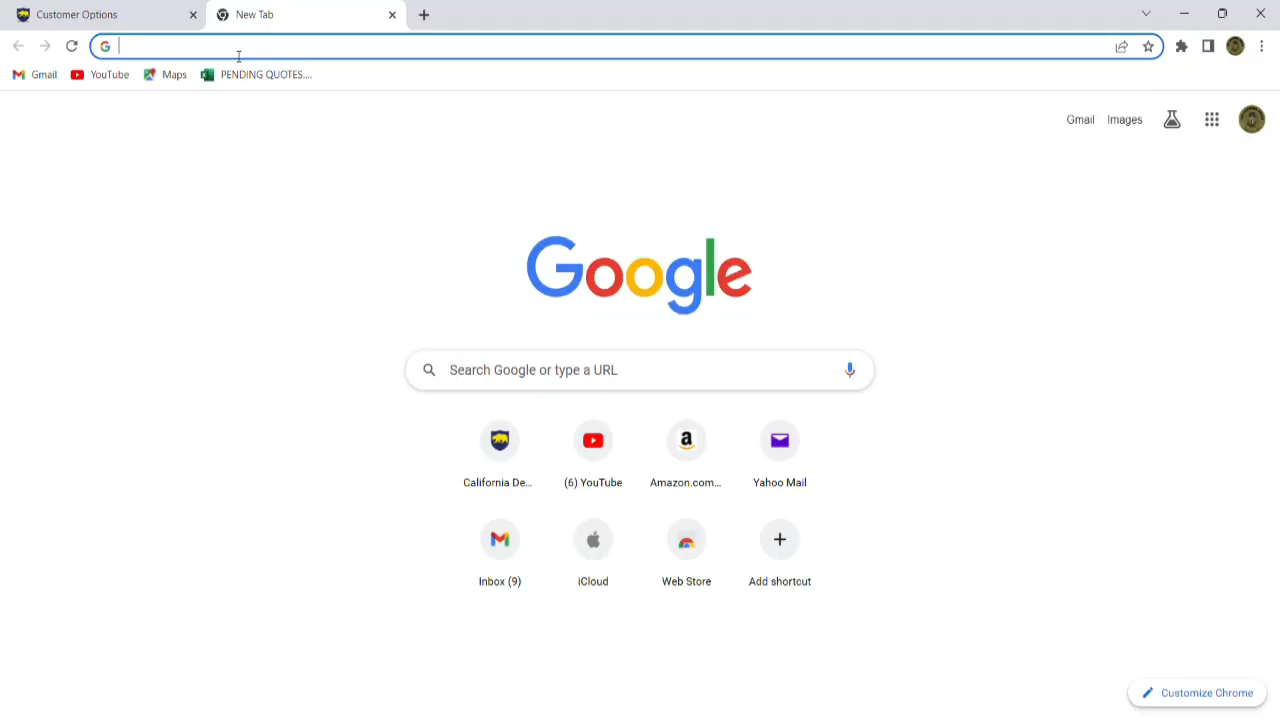 Customer Options
New Tab
Gmail
YouTube
Maps
PENDING QUOTES....
Gmail
Images
Google
Search Google or type a URL
California De...
(6) YouTube
Amazon.com...
Yahoo Mail
Inbox (9)
iCloud
Web Store
Add shortcut
Customize Chrome